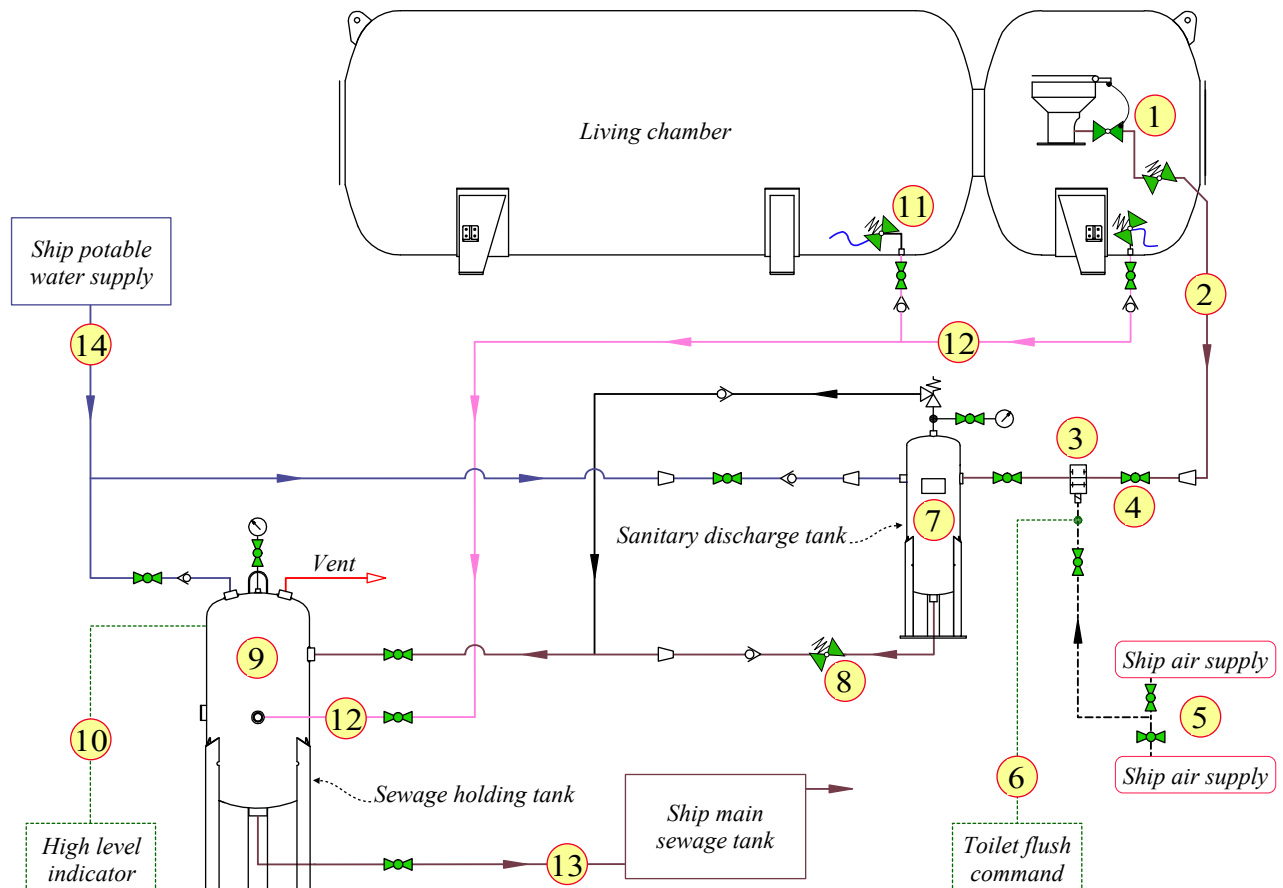 Living chamber
1
11
Ship potable
water supply
2
14
12
3
4
7
Sanitary discharge tank
Vent
9
8
Ship air supply
5
12
10
6
Ship air supply
Sewage holding tank
Ship main
sewage tank
High level
indicator
13
Toilet flush
command